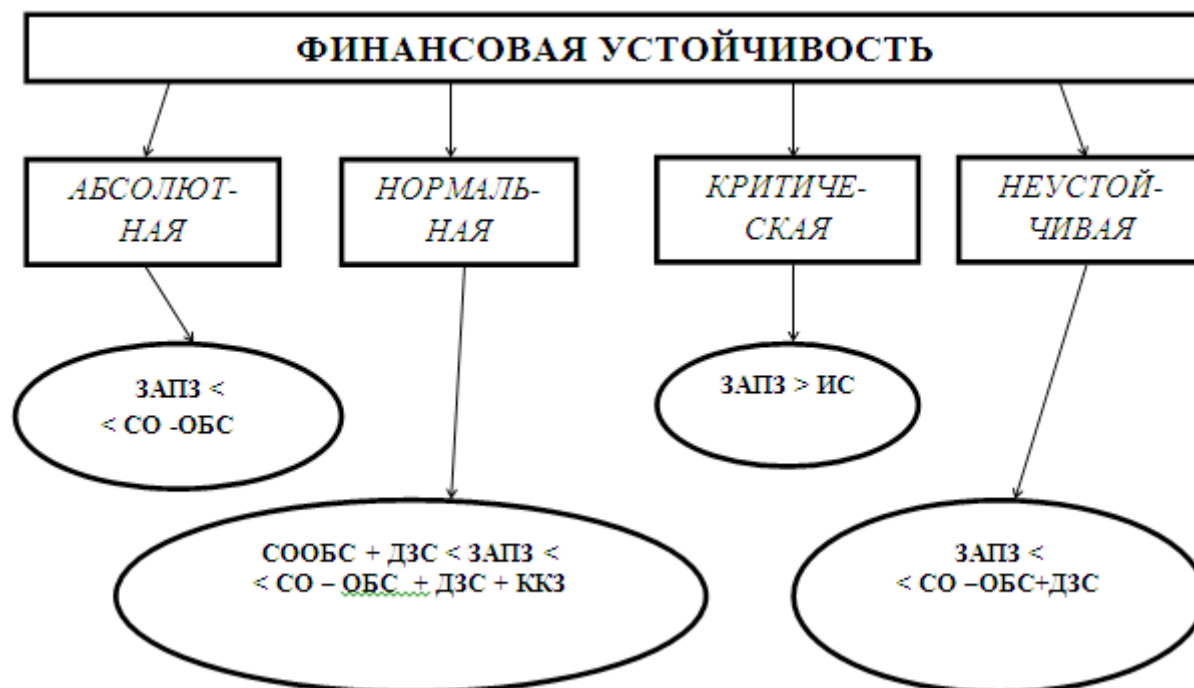 ФИНАНСОВАЯ УСТОЙЧИВОСТЬ
АБСОЛЮТ-
НАЯ
НОРМАЛЬ-
НАЯ
КРИТИЧЕ-
СКАЯ
НЕУСТОЙ-
ЧИВАЯ
ЗАПЗ <
< СО -ОБС
ЗАПЗ > ИС
СООБС + ДЗС < ЗАПЗ <
< СО – ОБС + ДЗС + ККЗ
ЗАПЗ <
< СО –ОБС+ДЗС